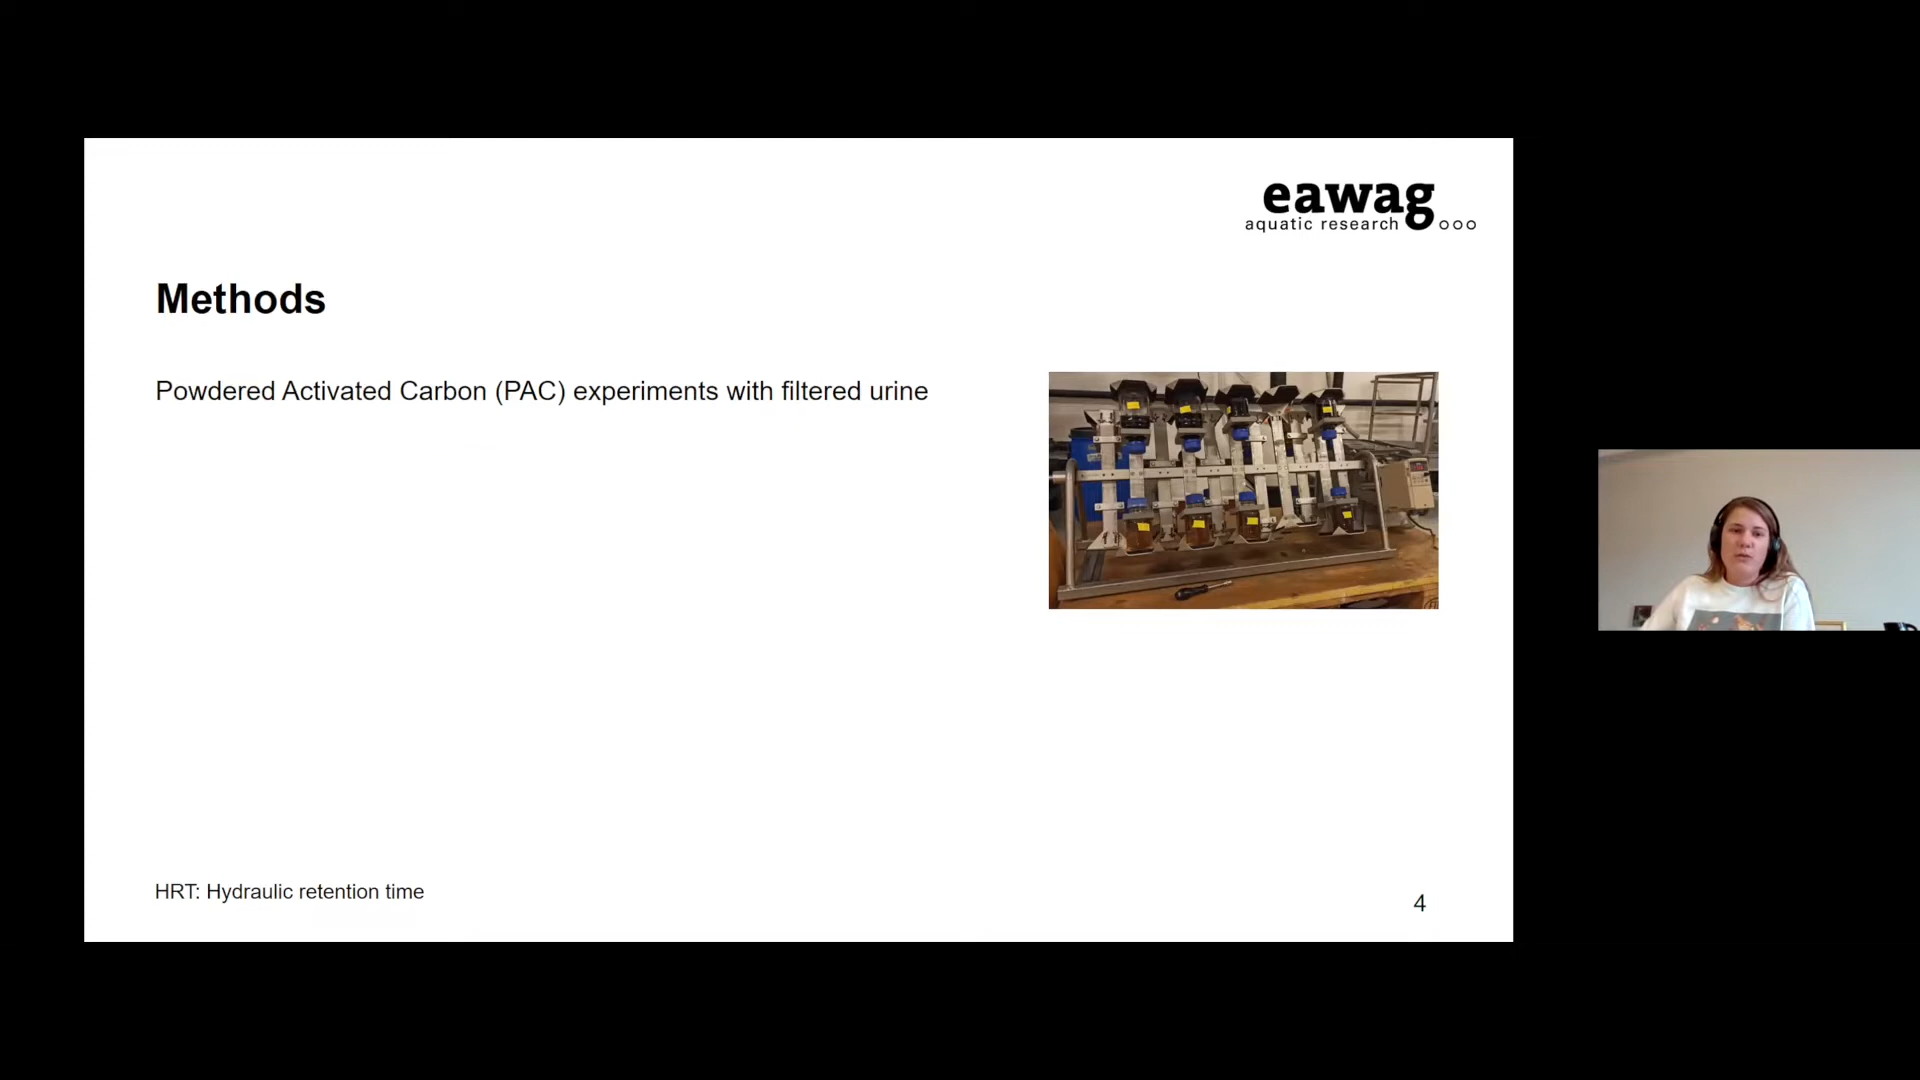 eawag
aquatic research
Methods
Powdered Activated Carbon (PAC) experiments with filtered urine
HRT: Hydraulic retention time
4